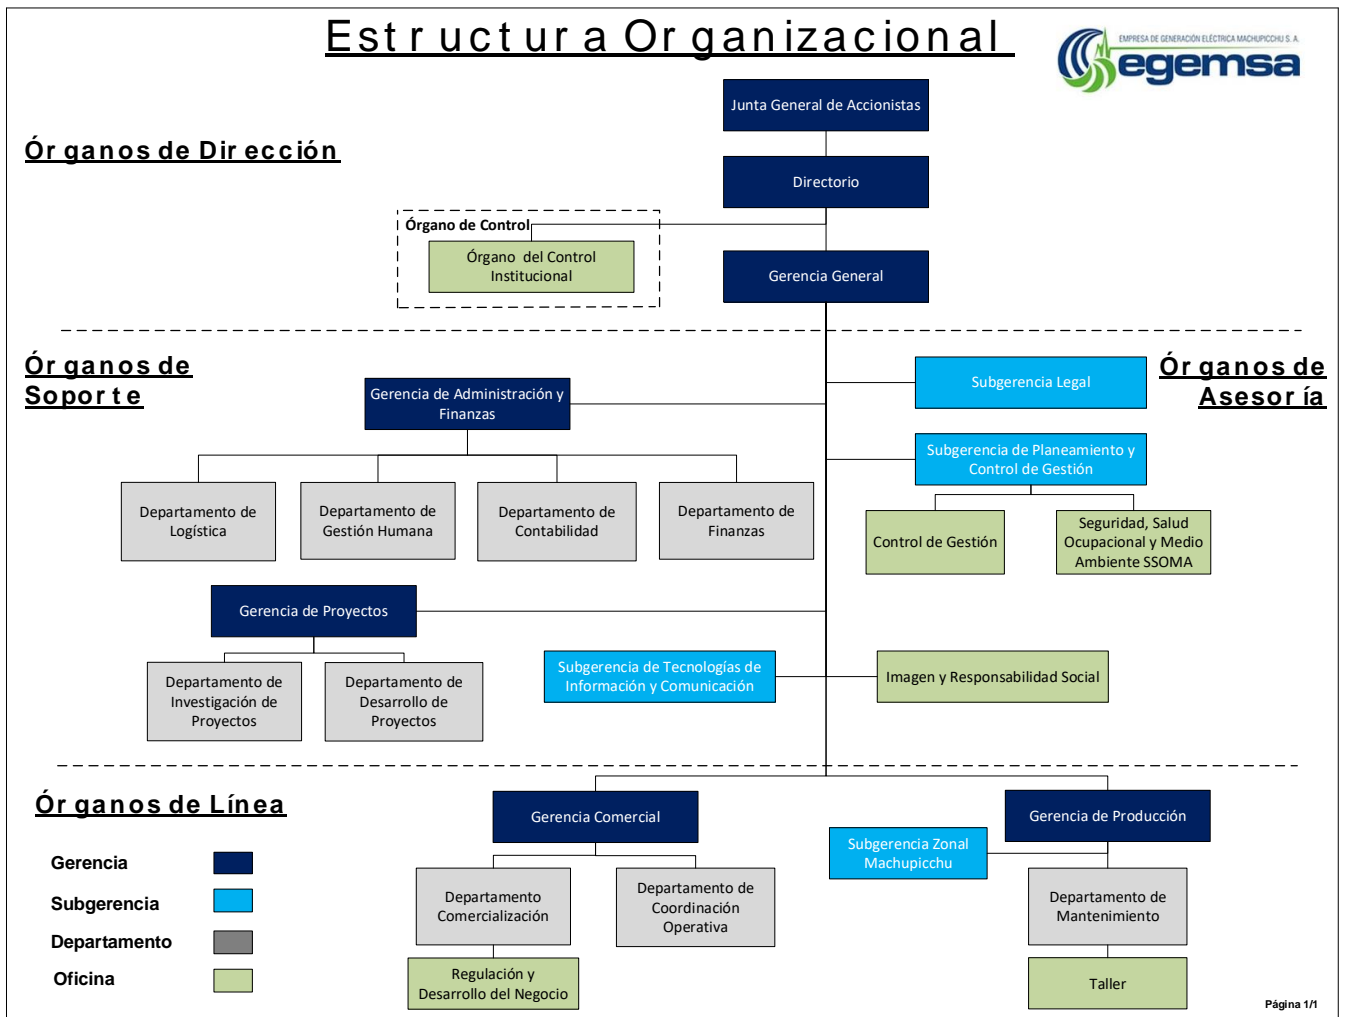 Estructura Organizacional
EMPRESA DE GENERACIÓN ELÉCTRICA MACHUPICCHU S. A.
egemsa
Junta General de Accionistas
Órganos de Dirección
Directorio
Órgano de Control
Órgano del Control
Institucional
Gerencia General
Órganos de
Soporte
Órganos de
Asesoría
Subgerencia Legal
Gerencia de Administración y
Finanzas
Subgerencia de Planeamiento y
Control de Gestión
Departamento de
Logística
Departamento de
Gestión Humana
Departamento de
Contabilidad
Departamento de
Finanzas
Control de Gestión
Seguridad, Salud
Ocupacional y Medio
Ambiente SSOMA
Gerencia de Proyectos
Departamento de
Investigación de
Proyectos
Departamento de
Desarrollo de
Proyectos
Subgerencia de Tecnologías de
Información y Comunicación
Imagen y Responsabilidad Social
Órganos de Línea
Gerencia Comercial
Gerencia de Producción
Subgerencia Zonal
Machupicchu
Departamento
Comercialización
Departamento de
Coordinación
Operativa
Departamento de
Mantenimiento
Regulación y
Desarrollo del Negocio
Taller
Gerencia
Subgerencia
Departamento
Oficina
Página 1/1